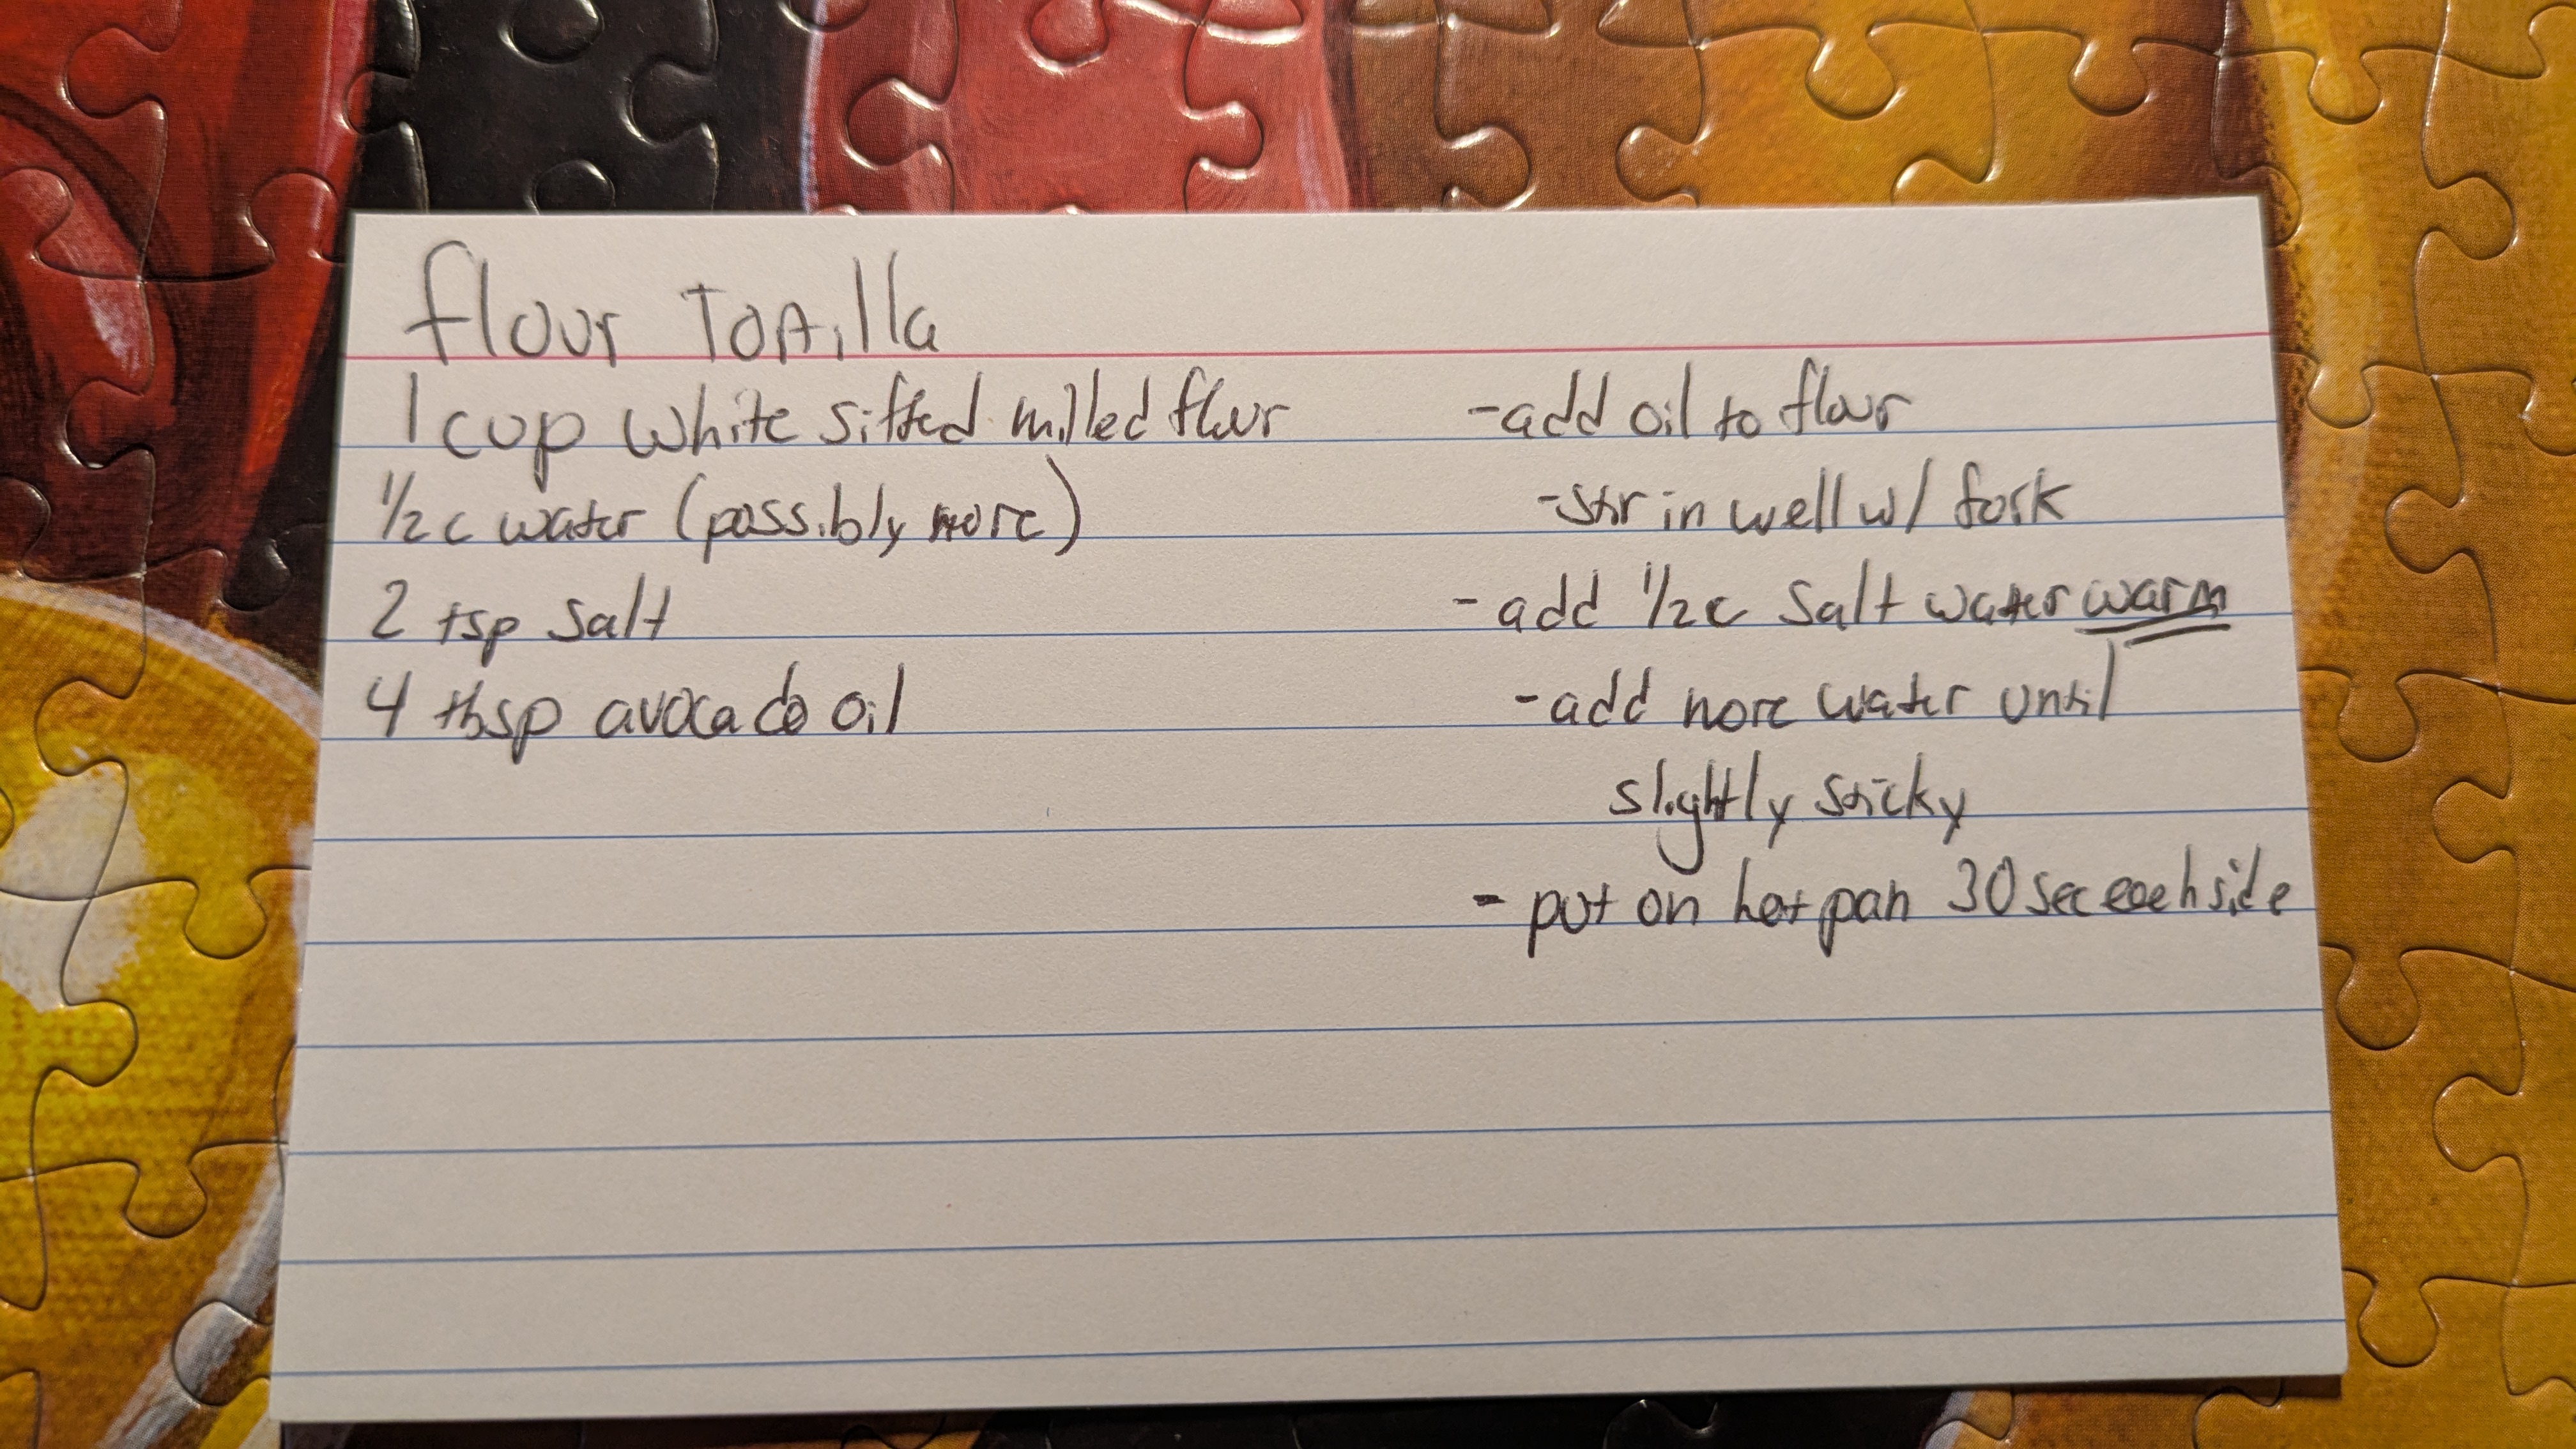 flour Tortilla
1 cup white sifted milled flour
1/2 c water (possibly more)
2 tsp salt
4 tbsp avocado oil
- add oil to flour
- stir in well w/ fork
- add 1/2 c salt water warm
- add more water until
slightly sticky
- put on hot pan 30 sec each side